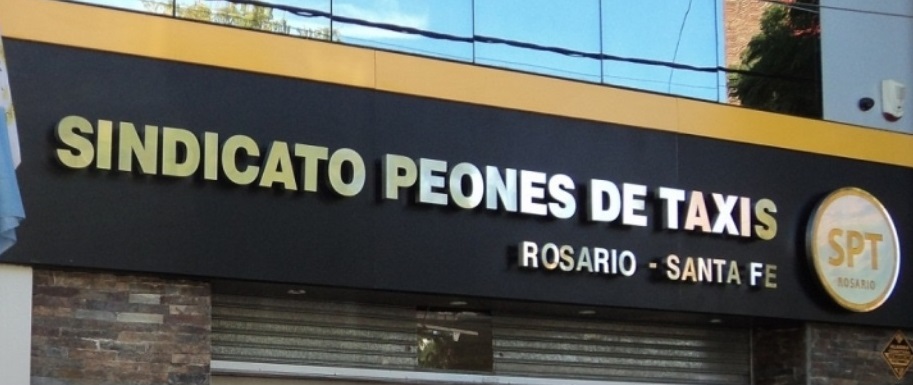 SINDICATO PEONES DE TAXIS
ROSARIO - SANTA FE
SPT
ROSARIO